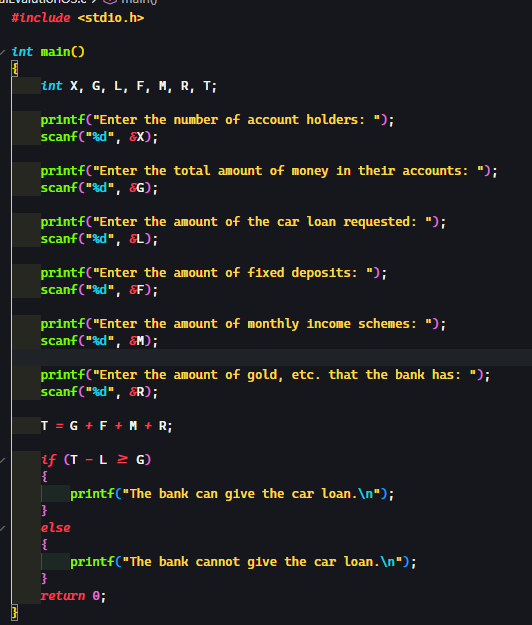 alEvalutionOS.c > main()
#include <stdio.h>
int main()
{
int X, G, L, F, M, R, T;
printf("Enter the number of account holders: ");
scanf("%d", &X);
printf("Enter the total amount of money in their accounts: ");
scanf("%d", &G);
printf("Enter the amount of the car loan requested: ");
scanf("%d", &L);
printf("Enter the amount of fixed deposits: ");
scanf("%d", &F);
printf("Enter the amount of monthly income schemes: ");
scanf("%d", &M);
printf("Enter the amount of gold, etc. that the bank has: ");
scanf("%d", &R);
T = G + F + M + R;
if (T - L ≥ G)
{
printf("The bank can give the car loan.\n");
}
else
{
printf("The bank cannot give the car loan.\n");
}
return 0;
}